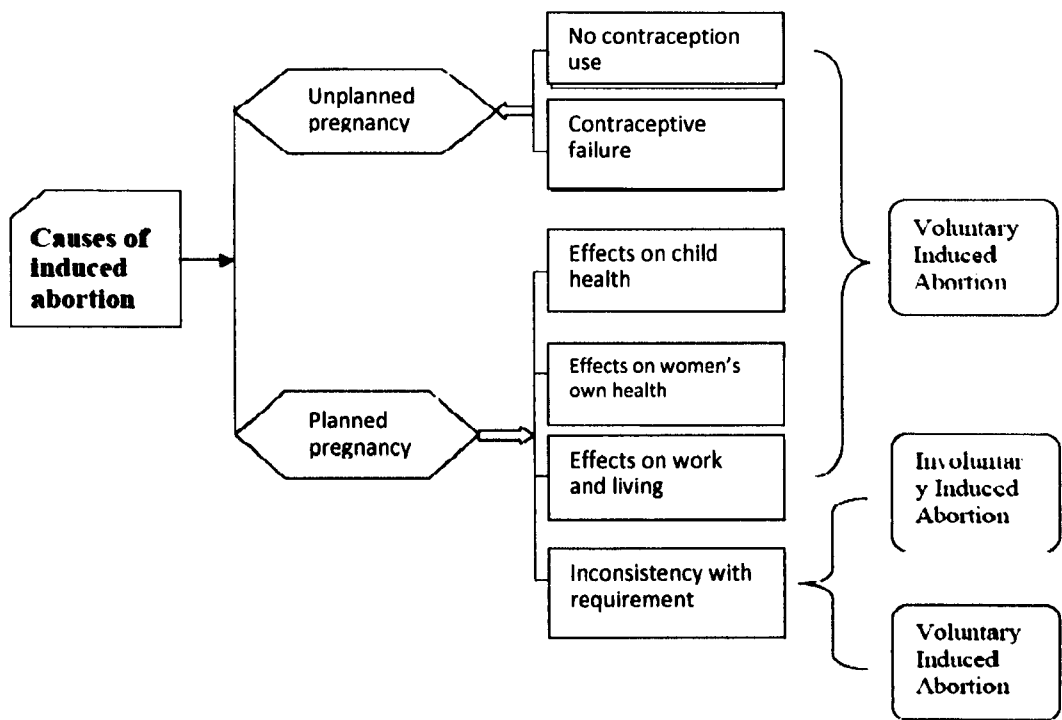 No contraception
use
Unplanned
pregnancy
Contraceptive
failure
Causes of
induced
abortion
Voluntary
Induced
Abortion
Effects on child
health
Effects on women's
own health
Planned
pregnancy
Effects on work
and living
Involuntar
y Induced
Abortion
Inconsistency with
requirement
Voluntary
Induced
Abortion